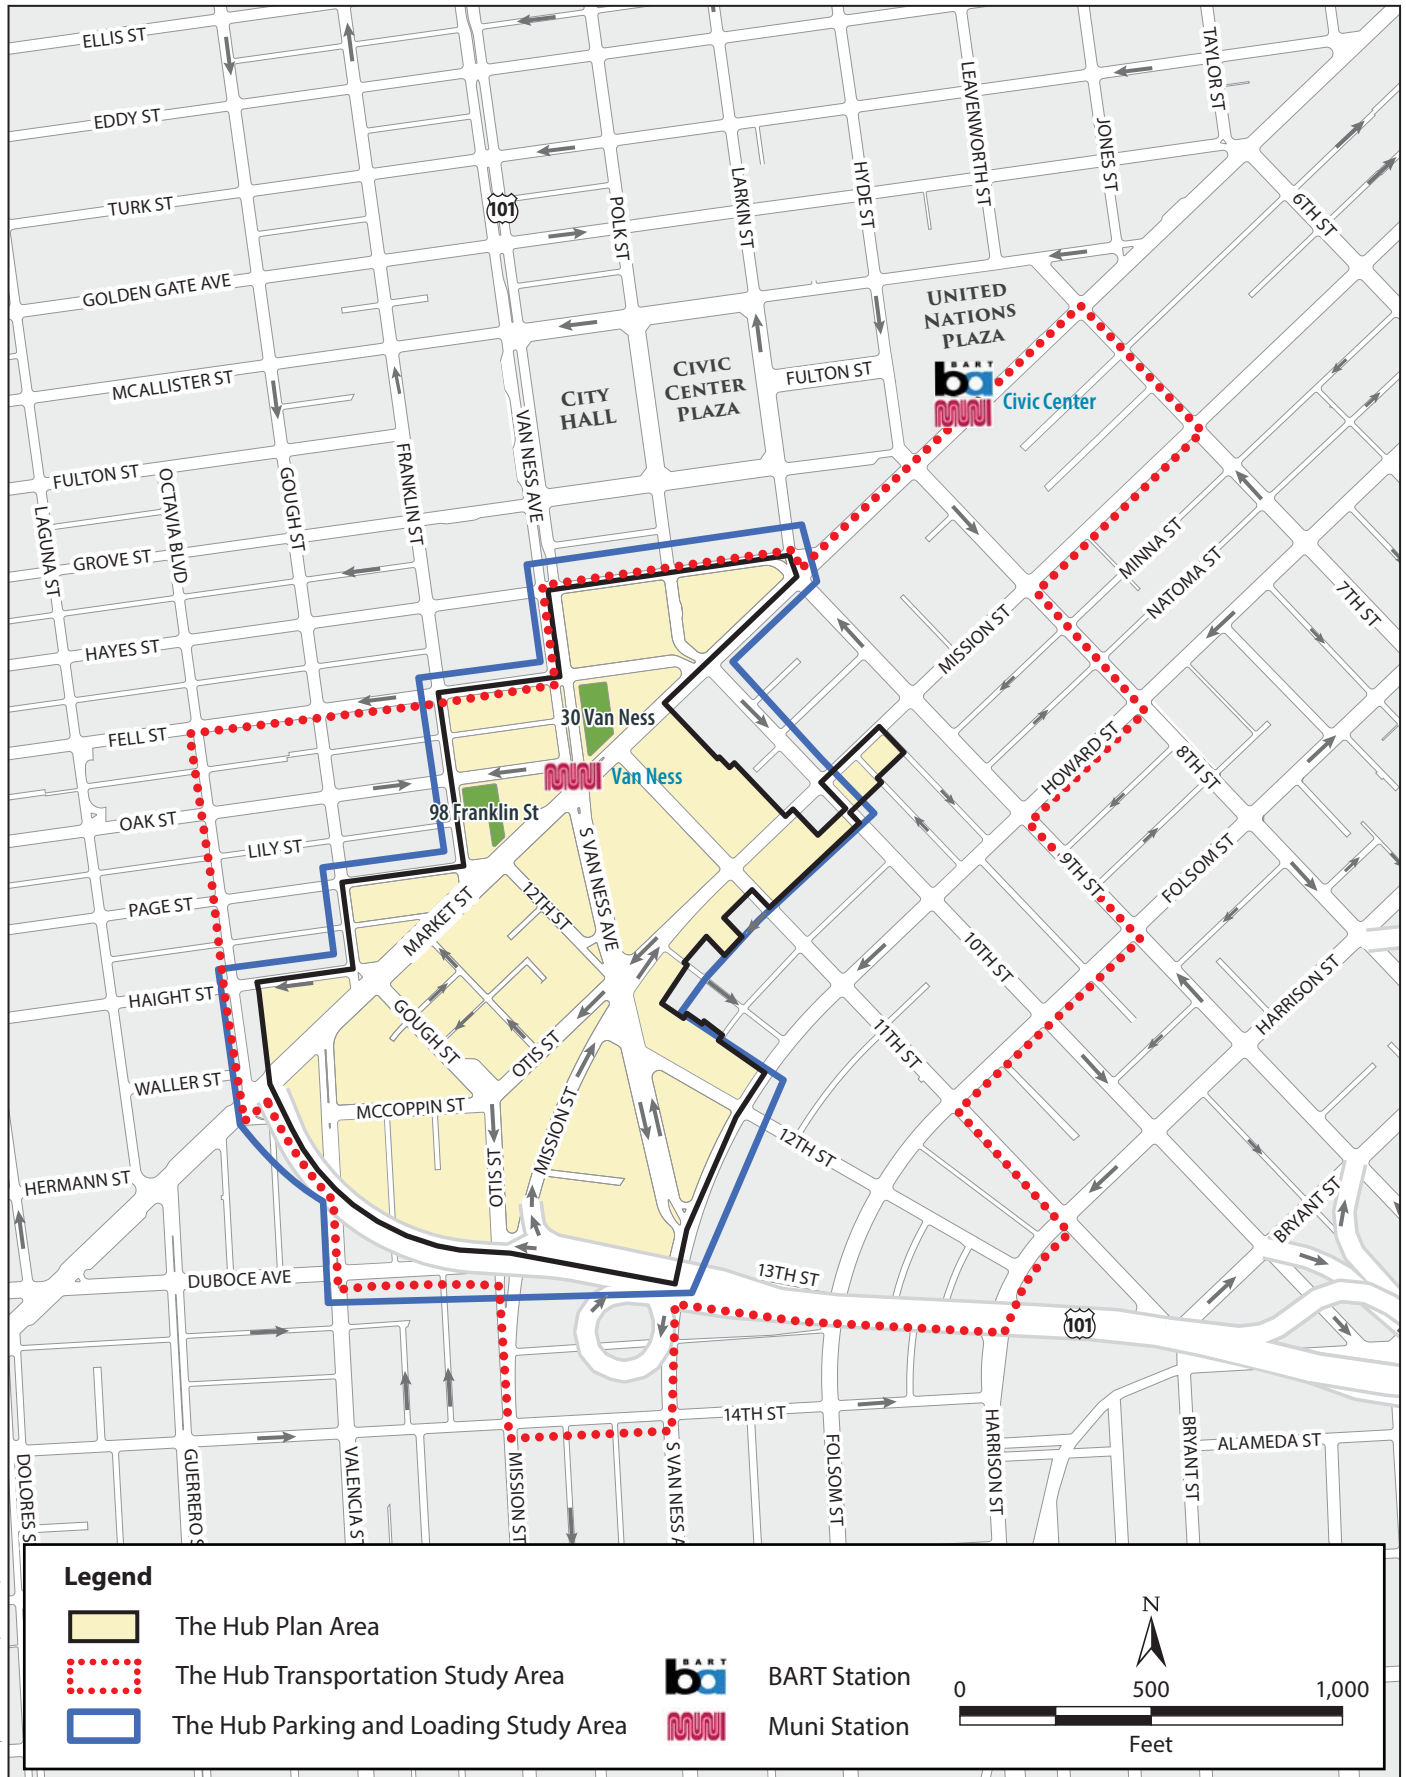 ELLIS ST
EDDY ST
TURK ST
GOLDEN GATE AVE
MCALLISTER ST
FULTON ST
GROVE ST
HAYES ST
FELL ST
OAK ST
LILY ST
PAGE ST
HAIGHT ST
WALLER ST
HERMANN ST
DUBOCE AVE
LAGUNA ST
OCTAVIA BLVD
GOUGH ST
FRANKLIN ST
VAN NESS AVE
101
POLK ST
LARKIN ST
HYDE ST
LEAVENWORTH ST
JONES ST
TAYLOR ST
6TH ST
UNITED
NATIONS
PLAZA
CITY
HALL
CIVIC
CENTER
PLAZA
FULTON ST
BART
ba
MUNI
Civic Center
MINNA ST
NATOMA ST
7TH ST
MISSION ST
HOWARD ST
8TH ST
9TH ST
FOLSOM ST
10TH ST
HARRISON ST
11TH ST
BRYANT ST
12TH ST
30 Van Ness
MUNI
Van Ness
98 Franklin St
S VAN NESS AVE
12TH ST
MARKET ST
GOUGH ST
OTIS ST
MCCOPPIN ST
MISSION ST
OTIS ST
13TH ST
101
14TH ST
ALAMEDA ST
DOLORES S
GUERRERO S
VALENCIA ST
MISSION ST
S VAN NESS A
FOLSOM ST
HARRISON ST
BRYANT ST
Legend
The Hub Plan Area
The Hub Transportation Study Area
The Hub Parking and Loading Study Area
BART
ba
BART Station
MUNI
Muni Station
N
0 500 1,000
Feet